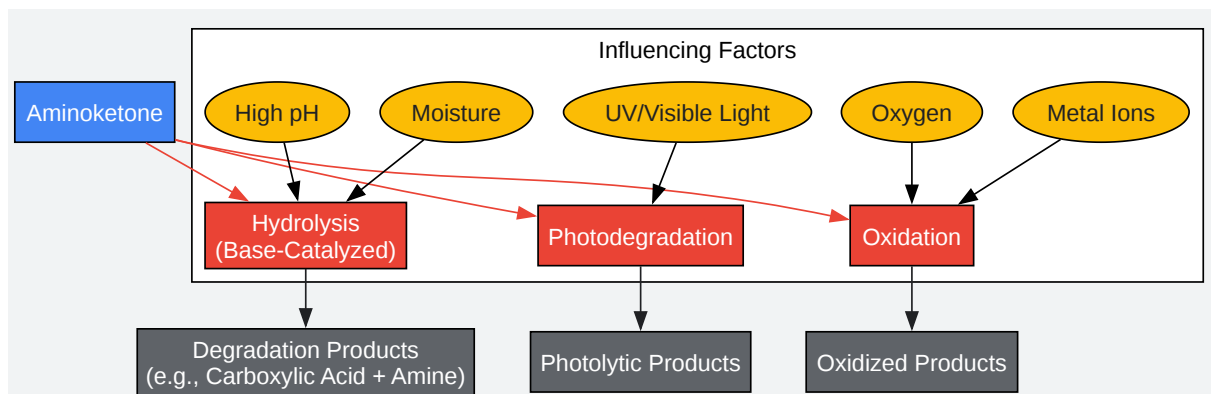 Influencing Factors
Aminoketone
High pH
Moisture
UV/Visible Light
Oxygen
Metal Ions
Hydrolysis
(Base-Catalyzed)
Photodegradation
Oxidation
Degradation Products
(e.g., Carboxylic Acid + Amine)
Photolytic Products
Oxidized Products